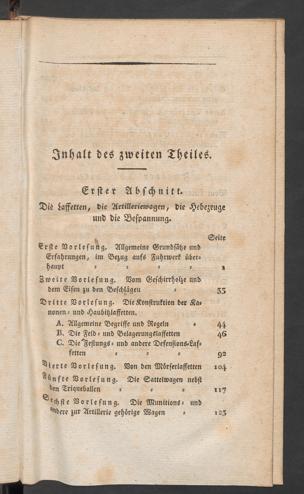 Inhalt des zweiten Theiles.
Erster Abschnitt.
Die Laffetten, die Artilleriewagen, die Hebezeuge
und die Bespannung.
Seite
Erste Vorlesung. Allgemeine Grundsätze und
Erfahrungen, im Bezug aufs Fuhrwerk über-
haupt = = = = 1
Zweite Vorlesung. Vom Geschirrholze und
dem Eisen zu den Beschlägen = 33
Dritte Vorlesung. Die Konstruktion der Ka-
nonen- und Haubitzlaffetten.
A. Allgemeine Begriffe und Regeln = 44
B. Die Feld- und Belagerungslaffetten 46
C. Die Festungs- und andere Defensions-Laf-
fetten = = = 92
Vierte Vorlesung. Von den Mörserlaffetten 104
Fünfte Vorlesung. Die Sattelwagen nebst
den Triqueballen = = = 117
Sechste Vorlesung. Die Munitions- und
andere zur Artillerie gehörige Wagen = 123